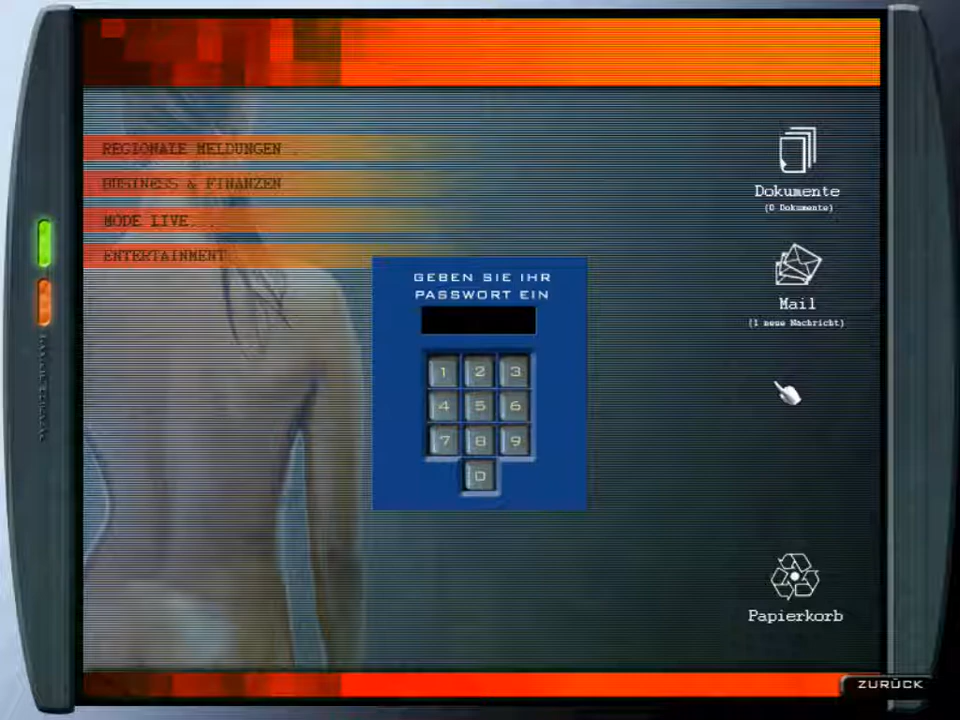 REGIONALE MELDUNGEN .
BUSINESS & FINANZEN
MODE LIVE...
ENTERTAINMENT
Dokumente
(0 Dokumente)
Mail
(1 neue Nachricht)
GEBEN SIE IHR
PASSWORT EIN
1 2 3
4 5 6
7 8 9
0
Papierkorb
ZURÜCK